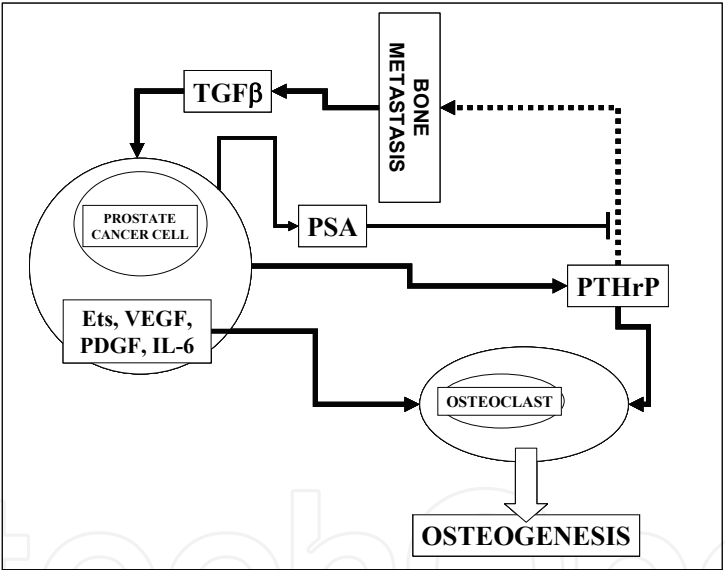 BONE
METASTASIS
TGFβ
PROSTATE
CANCER CELL
PSA
PTHrP
Ets, VEGF,
PDGF, IL-6
OSTEOCLAST
OSTEOGENESIS